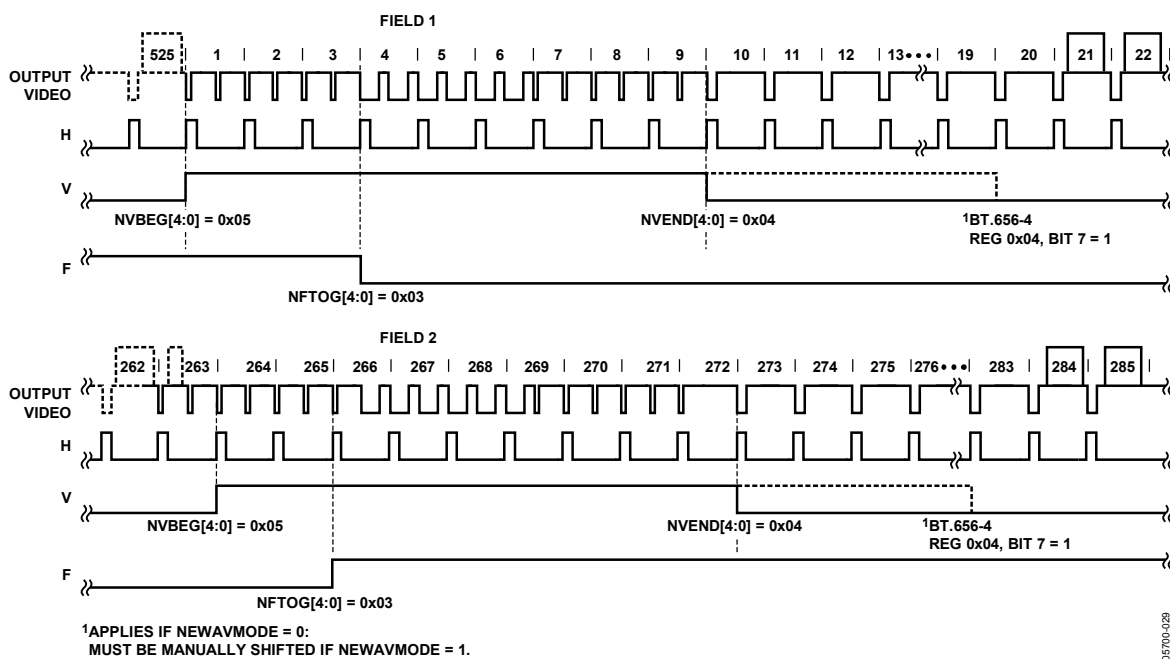 FIELD 1
525 | 1 | 2 | 3 | 4 | 5 | 6 | 7 | 8 | 9 | 10 | 11 | 12 | 13••• | 19 | 20 | 21 | 22
OUTPUT
VIDEO
H
V
NVBEG[4:0] = 0x05
NVEND[4:0] = 0x04
1BT.656-4
REG 0x04, BIT 7 = 1
F
NFTOG[4:0] = 0x03
FIELD 2
262 | 263 | 264 | 265 | 266 | 267 | 268 | 269 | 270 | 271 | 272 | 273 | 274 | 275 | 276••• | 283 | 284 | 285 |
OUTPUT
VIDEO
H
V
NVBEG[4:0] = 0x05
NVEND[4:0] = 0x04
1BT.656-4
REG 0x04, BIT 7 = 1
F
NFTOG[4:0] = 0x03
1APPLIES IF NEWAVMODE = 0:
MUST BE MANUALLY SHIFTED IF NEWAVMODE = 1.
05700-029